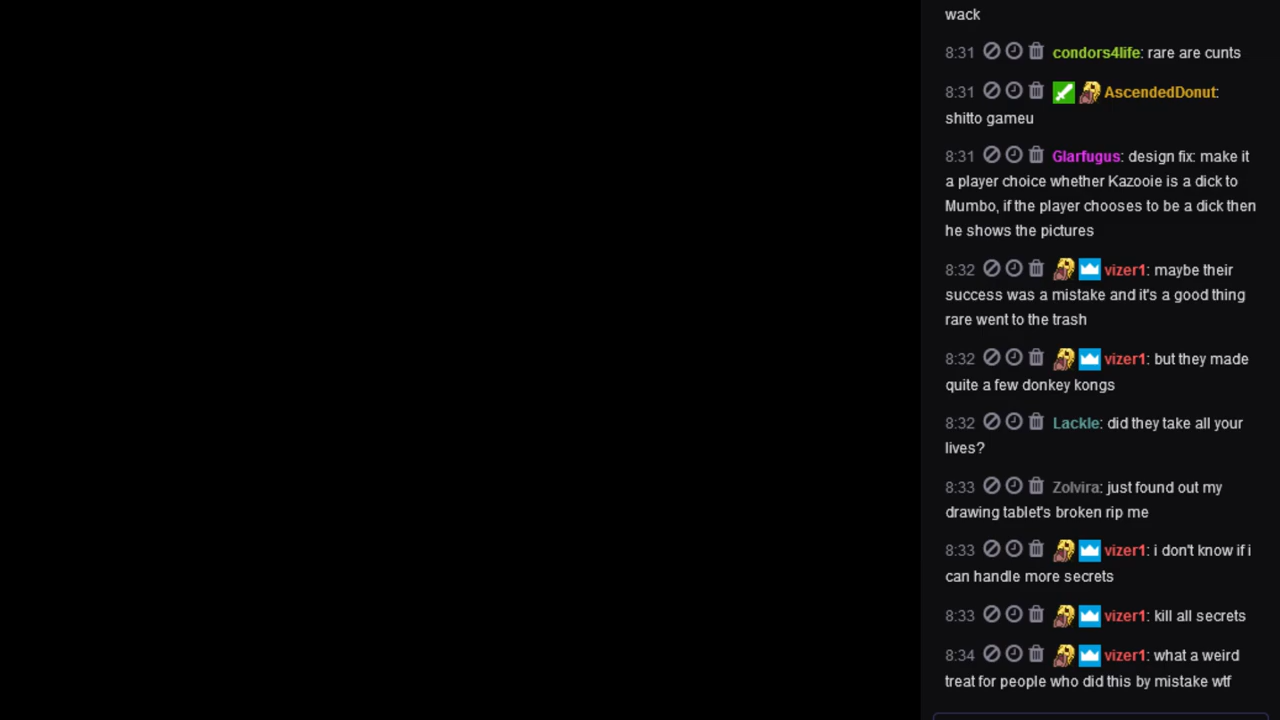 wack
8:31 condors4life: rare are cunts
8:31 AscendedDonut:
shitto gameu
8:31 Glarfugus: design fix: make it
a player choice whether Kazooie is a dick to
Mumbo, if the player chooses to be a dick then
he shows the pictures
8:32 vizer1: maybe their
success was a mistake and it's a good thing
rare went to the trash
8:32 vizer1: but they made
quite a few donkey kongs
8:32 Lackle: did they take all your
lives?
8:33 Zolvira: just found out my
drawing tablet's broken rip me
8:33 vizer1: i don't know if i
can handle more secrets
8:33 vizer1: kill all secrets
8:34 vizer1: what a weird
treat for people who did this by mistake wtf